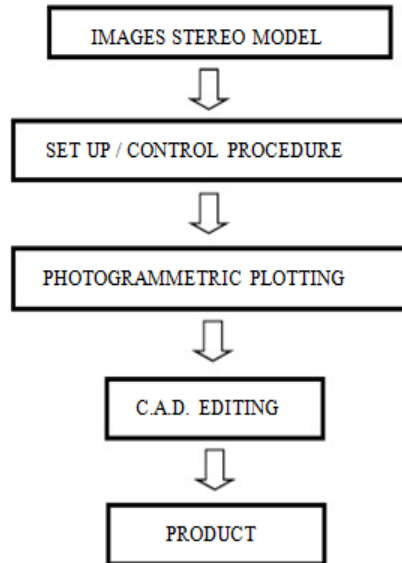 IMAGES STEREO MODEL
SET UP / CONTROL PROCEDURE
PHOTOGRAMMETRIC PLOTTING
C.A.D. EDITING
PRODUCT